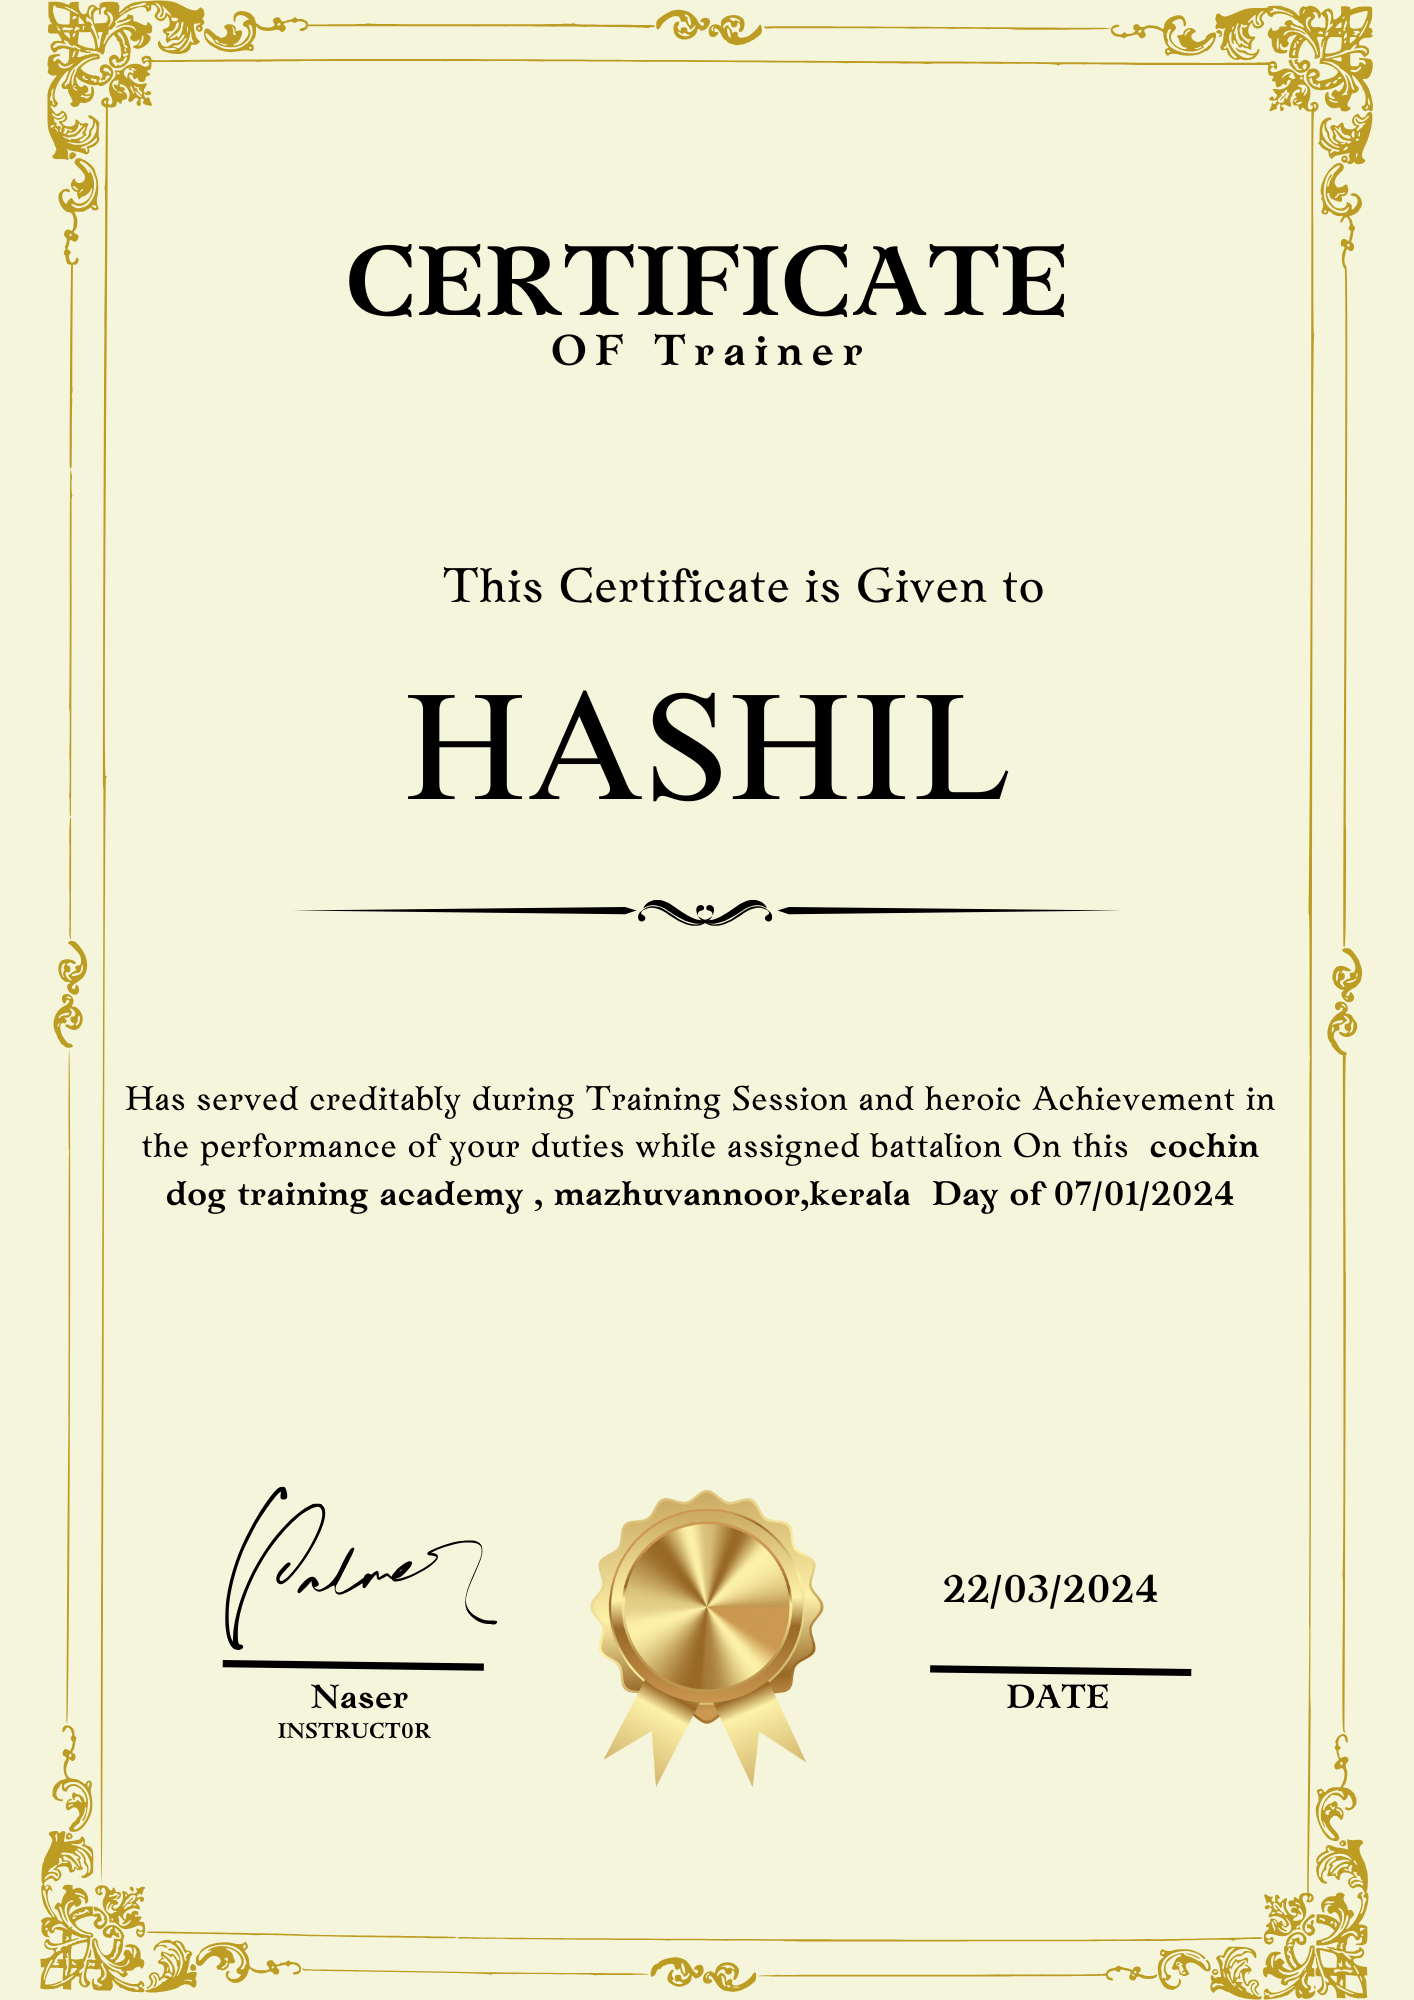 CERTIFICATE
OF Trainer
This Certificate is Given to
HASHIL
Has served creditably during Training Session and heroic Achievement in
the performance of your duties while assigned battalion On this cochin
dog training academy , mazhuvannoor,kerala Day of 07/01/2024
22/03/2024
Naser
INSTRUCT0R
DATE